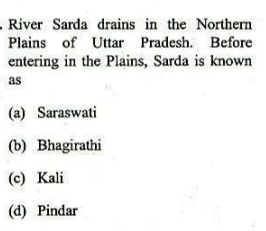 River Sarda drains in the Northern
Plains of Uttar Pradesh. Before
entering in the Plains, Sarda is known
as
(a) Saraswati
(b) Bhagirathi
(c) Kali
(d) Pindar